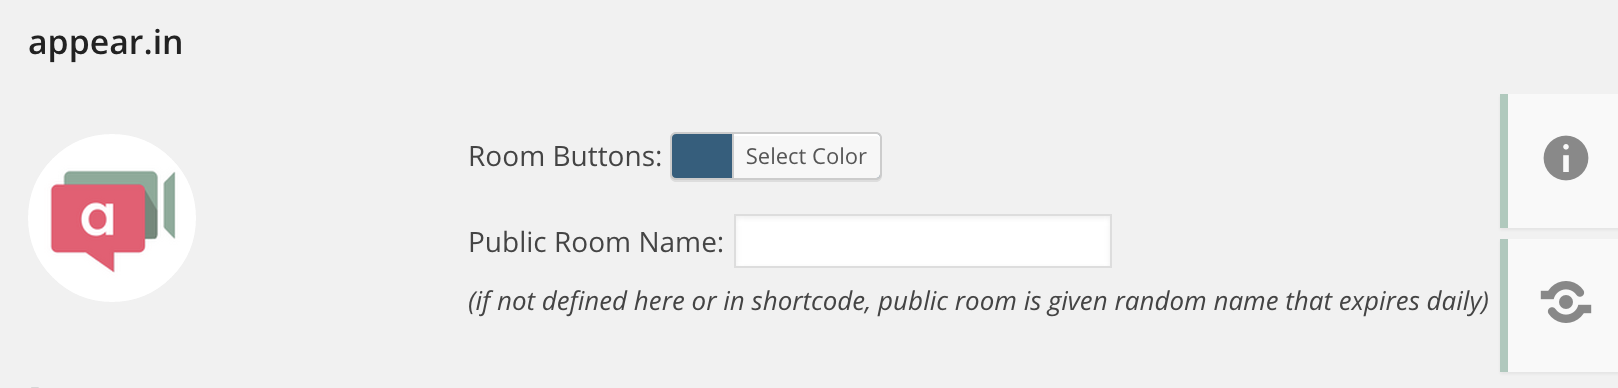 appear.in
a
Room Buttons: Select Color
Public Room Name:
(if not defined here or in shortcode, public room is given random name that expires daily)